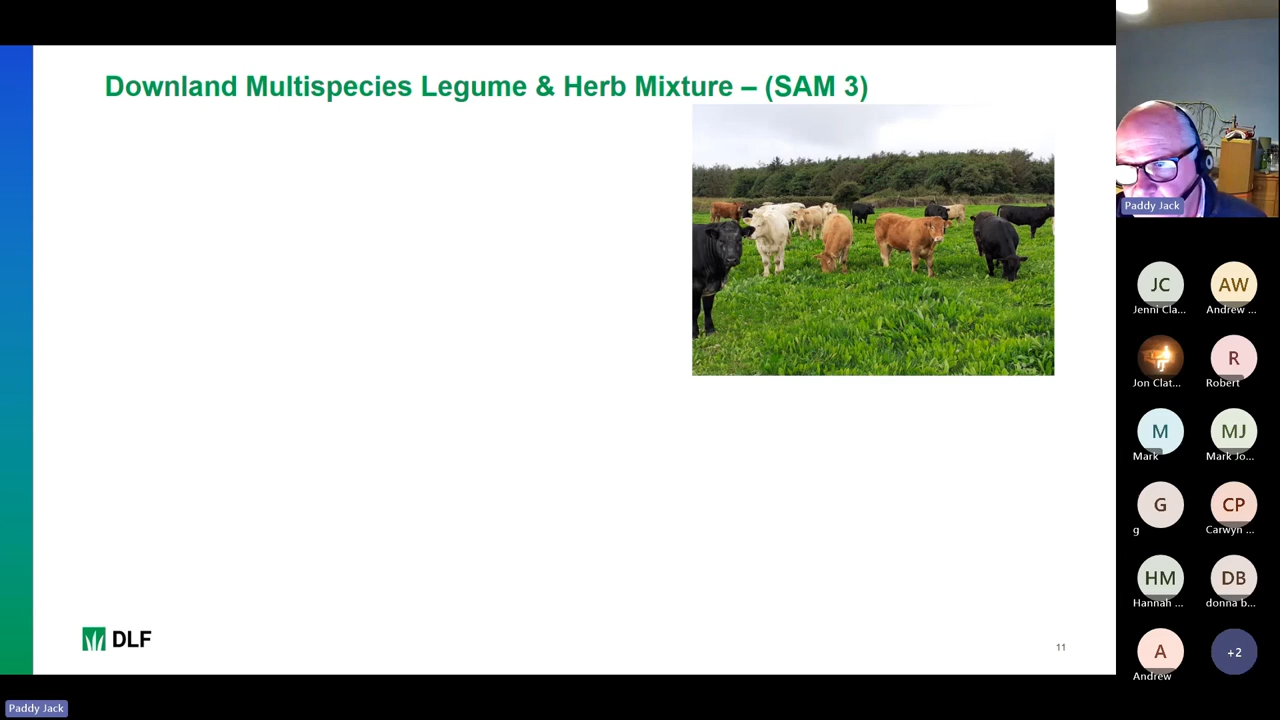 Downland Multispecies Legume & Herb Mixture – (SAM 3)
DLF
11
Paddy Jack
Paddy Jack
JC
AW
Jenni Cla...
Andrew ...
Jon Clat...
R
Robert
M
MJ
Mark
Mark Jo...
G
CP
g
Carwyn ...
HM
DB
Hannah ...
donna b...
A
+2
Andrew